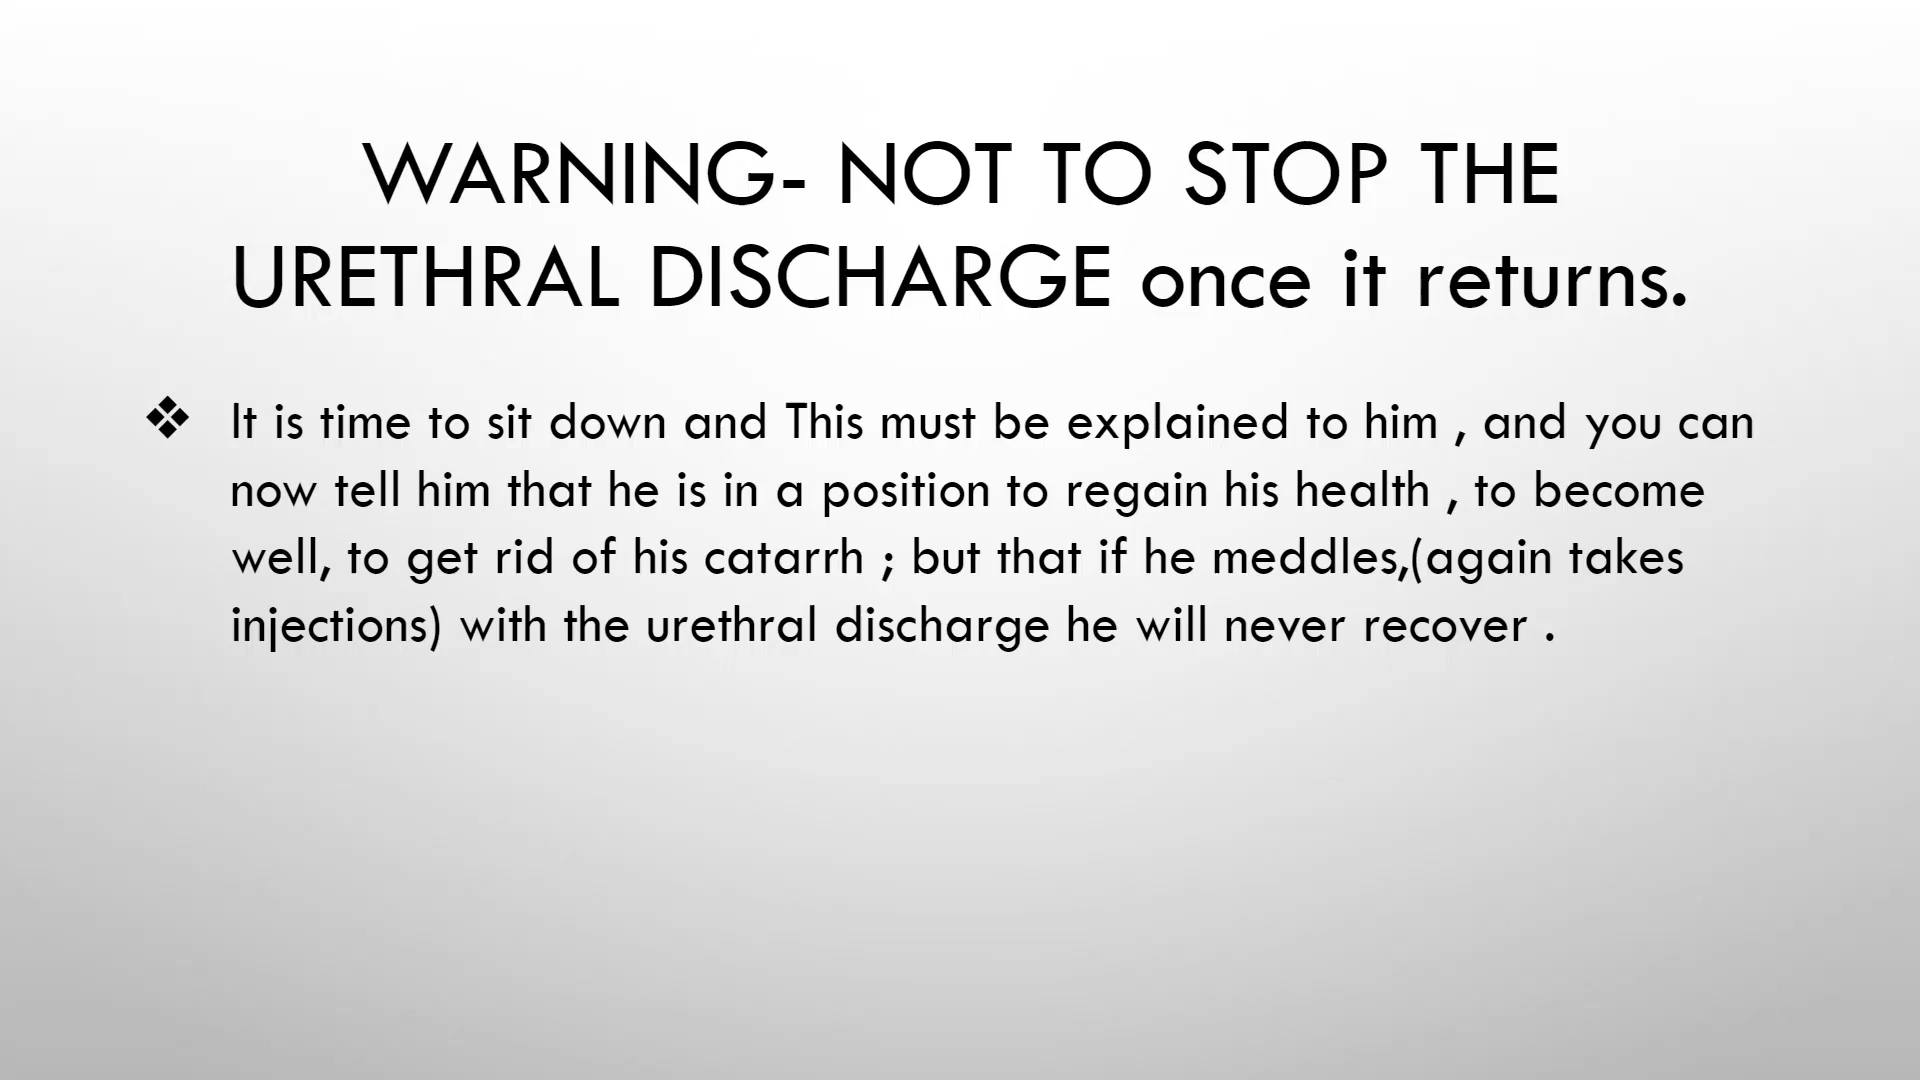 WARNING- NOT TO STOP THE
URETHRAL DISCHARGE once it returns.
❖ It is time to sit down and This must be explained to him , and you can
now tell him that he is in a position to regain his health , to become
well, to get rid of his catarrh ; but that if he meddles,(again takes
injections) with the urethral discharge he will never recover .